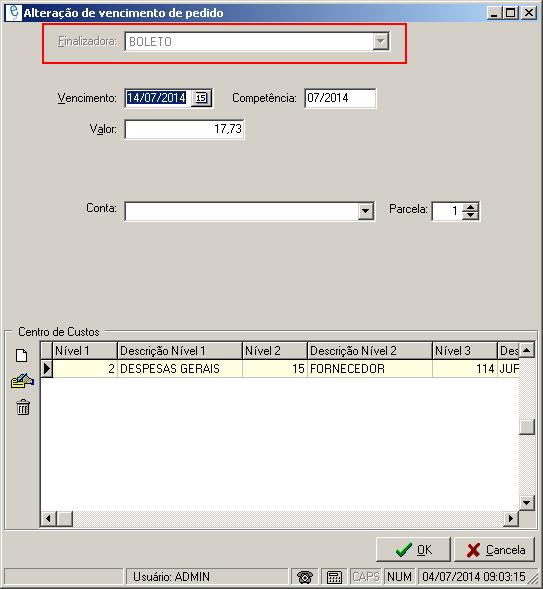 Alteração de vencimento de pedido
Finalizadora: BOLETO
Vencimento: 14/07/2014 15 Competência: 07/2014
Valor: 17,73
Conta: Parcela: 1
Centro de Custos
Nível 1 Descrição Nível 1 Nível 2 Descrição Nível 2 Nível 3 Des
2 DESPESAS GERAIS 15 FORNECEDOR 114 JUF
OK Cancela
Usuário: ADMIN CAPS NUM 04/07/2014 09:03:15